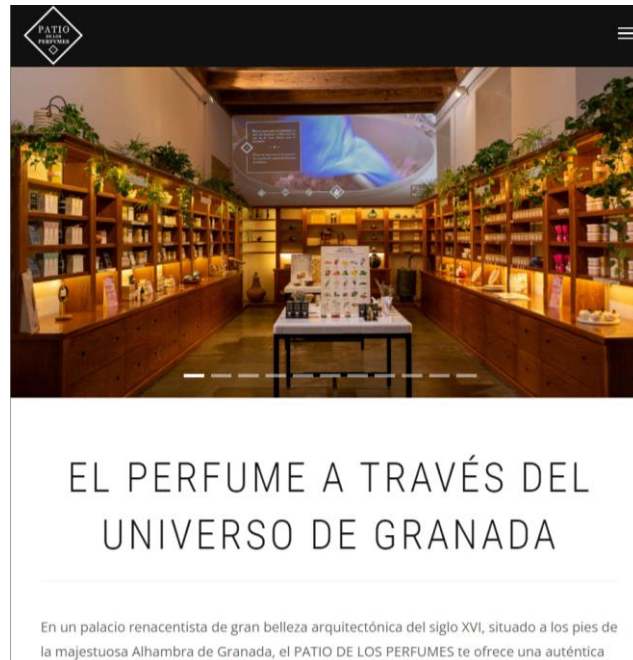 PATIO
DE LOS
PERFUMES
EL PERFUME A TRAVÉS DEL
UNIVERSO DE GRANADA
En un palacio renacentista de gran belleza arquitectónica del siglo XVI, situado a los pies de
la majestuosa Alhambra de Granada, el PATIO DE LOS PERFUMES te ofrece una auténtica